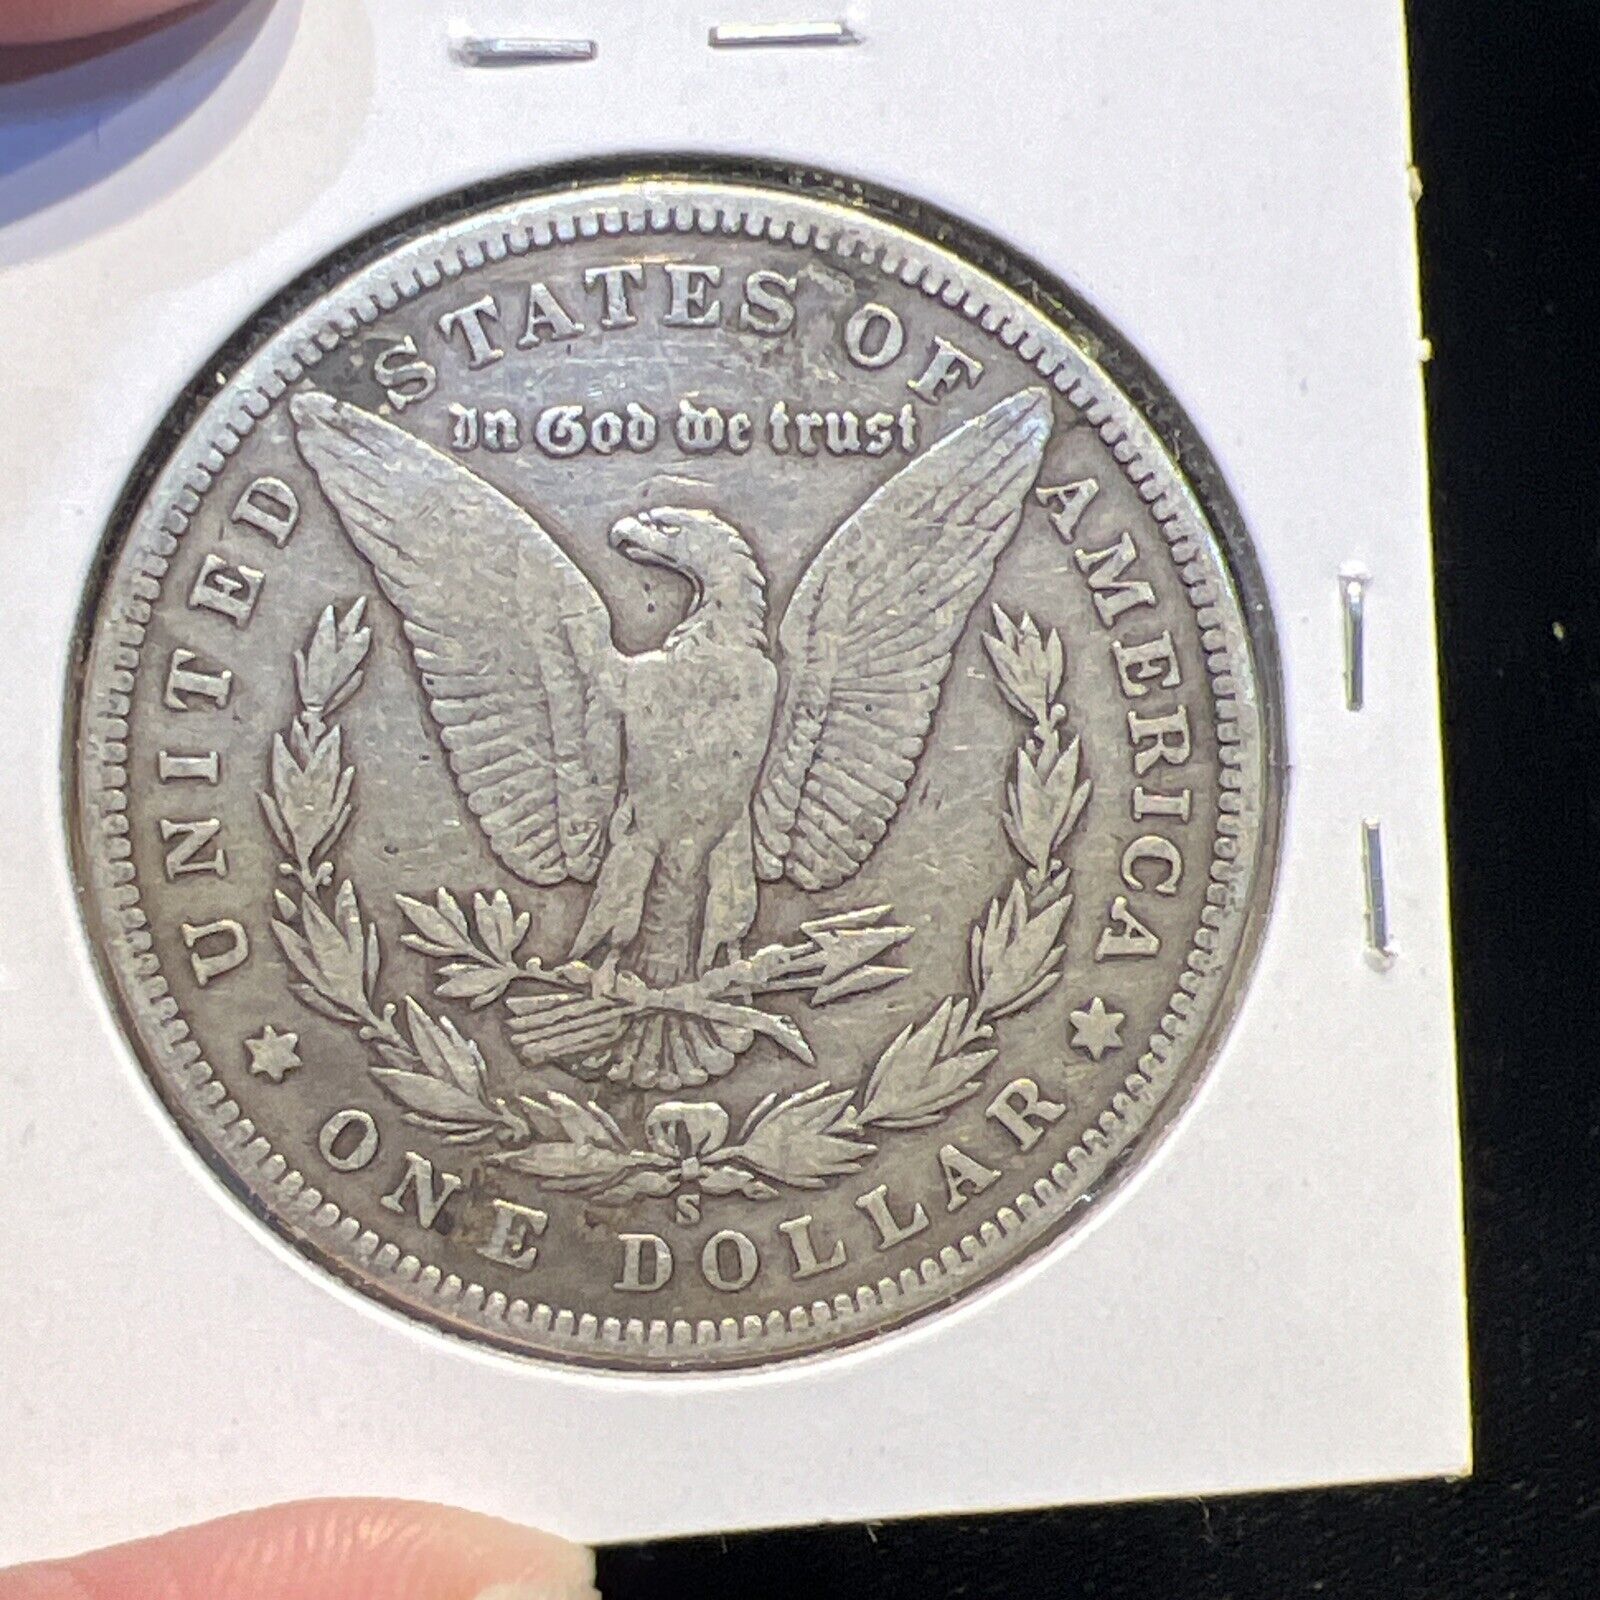 UNITED STATES OF AMERICA
In God we trust
S
ONE DOLLAR